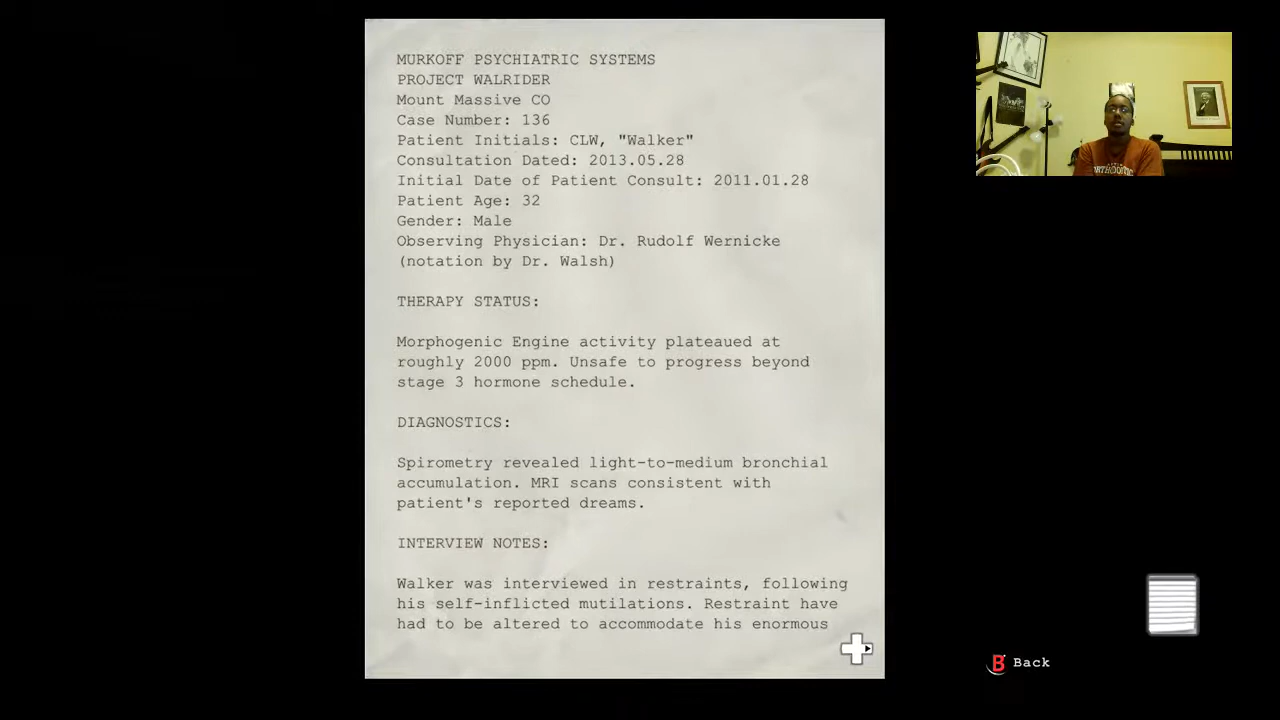 MURKOFF PSYCHIATRIC SYSTEMS
PROJECT WALRIDER
Mount Massive CO
Case Number: 136
Patient Initials: CLW, "Walker"
Consultation Dated: 2013.05.28
Initial Date of Patient Consult: 2011.01.28
Patient Age: 32
Gender: Male
Observing Physician: Dr. Rudolf Wernicke
(notation by Dr. Walsh)
THERAPY STATUS:
Morphogenic Engine activity plateaued at
roughly 2000 ppm. Unsafe to progress beyond
stage 3 hormone schedule.
DIAGNOSTICS:
Spirometry revealed light-to-medium bronchial
accumulation. MRI scans consistent with
patient's reported dreams.
INTERVIEW NOTES:
Walker was interviewed in restraints, following
his self-inflicted mutilations. Restraint have
had to be altered to accommodate his enormous
B Back